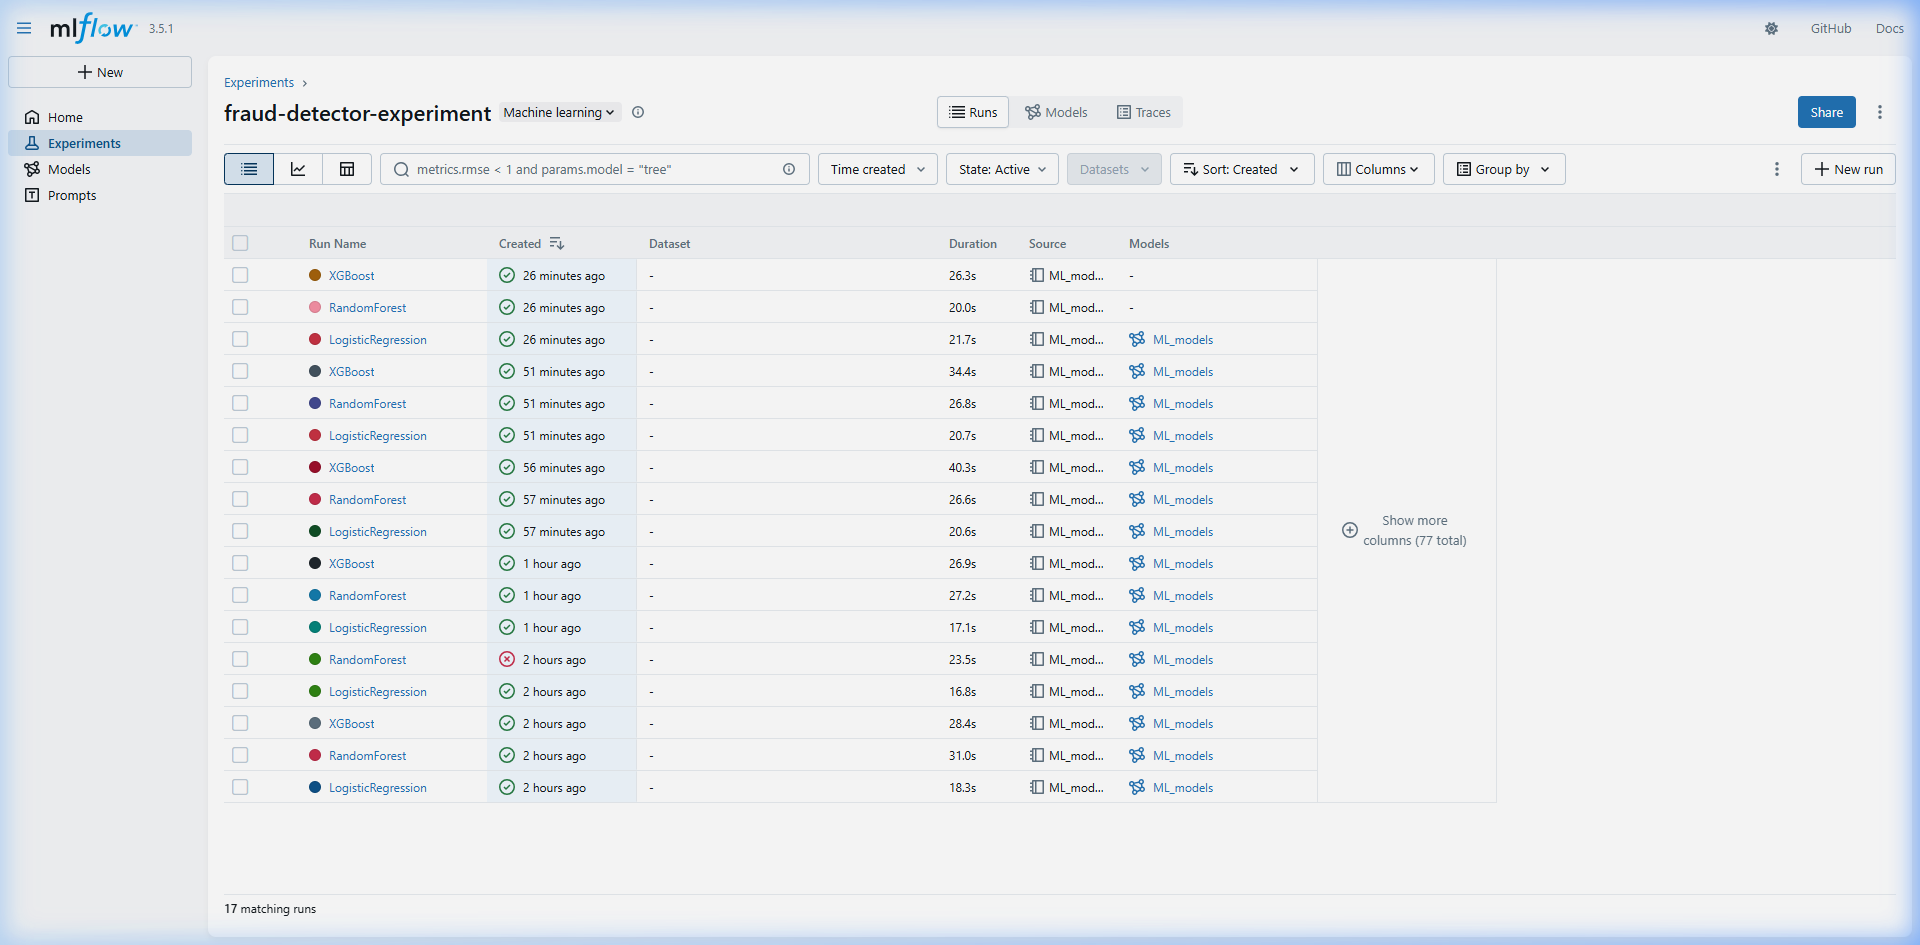 mlflow 3.5.1
GitHub Docs
New
Home
Experiments
Models
Prompts
Experiments ›
fraud-detector-experiment Machine learning
Runs Models Traces
Share
metrics.rmse < 1 and params.model = "tree"
Time created State: Active Datasets Sort: Created Columns Group by
New run
Run Name Created Dataset Duration Source Models
XGBoost 26 minutes ago - 26.3s ML_mod... -
RandomForest 26 minutes ago - 20.0s ML_mod... -
LogisticRegression 26 minutes ago - 21.7s ML_mod... ML_models
XGBoost 51 minutes ago - 34.4s ML_mod... ML_models
RandomForest 51 minutes ago - 26.8s ML_mod... ML_models
LogisticRegression 51 minutes ago - 20.7s ML_mod... ML_models
XGBoost 56 minutes ago - 40.3s ML_mod... ML_models
RandomForest 57 minutes ago - 26.6s ML_mod... ML_models
LogisticRegression 57 minutes ago - 20.6s ML_mod... ML_models
XGBoost 1 hour ago - 26.9s ML_mod... ML_models
RandomForest 1 hour ago - 27.2s ML_mod... ML_models
LogisticRegression 1 hour ago - 17.1s ML_mod... ML_models
RandomForest 2 hours ago - 23.5s ML_mod... ML_models
LogisticRegression 2 hours ago - 16.8s ML_mod... ML_models
XGBoost 2 hours ago - 28.4s ML_mod... ML_models
RandomForest 2 hours ago - 31.0s ML_mod... ML_models
LogisticRegression 2 hours ago - 18.3s ML_mod... ML_models
Show more
columns (77 total)
17 matching runs